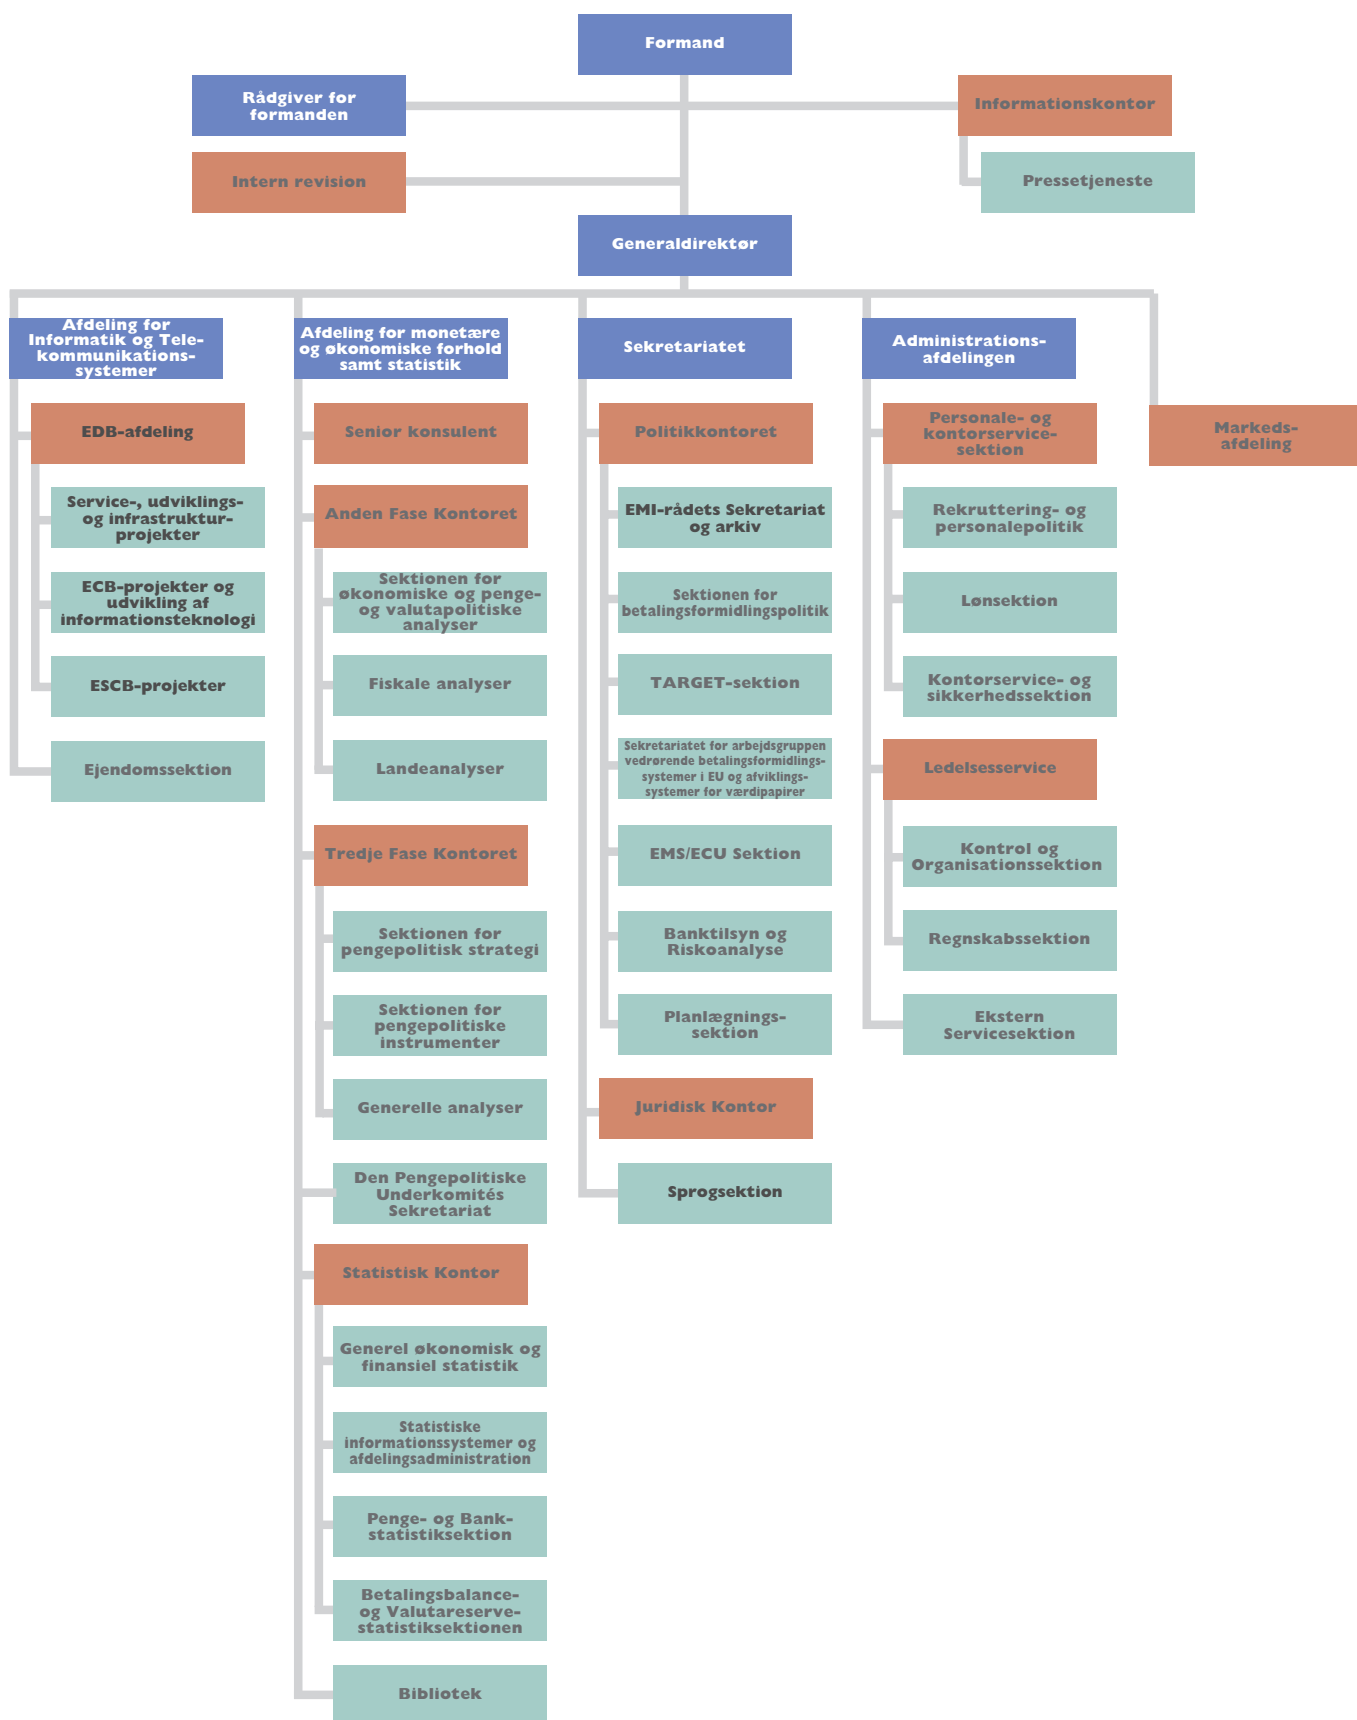 Formand
Rådgiver for
formanden
Informationskontor
Intern revision
Pressetjeneste
Generaldirektør
Afdeling for
Informatik og Tele-
kommunikations-
systemer
EDB-afdeling
Service-, udviklings-
og infrastruktur-
projekter
ECB-projekter og
udvikling af
informationsteknologi
ESCB-projekter
Ejendomssektion
Afdeling for monetære
og økonomiske forhold
samt statistik
Senior konsulent
Anden Fase Kontoret
Sektionen for
økonomiske og penge-
og valutapolitiske
analyser
Fiskale analyser
Landeanalyser
Tredje Fase Kontoret
Sektionen for
pengepolitisk strategi
Sektionen for
pengepolitiske
instrumenter
Generelle analyser
Den Pengepolitiske
Underkomités
Sekretariat
Statistisk Kontor
Generel økonomisk og
finansiel statistik
Statistiske
informationssystemer og
afdelingsadministration
Penge- og Bank-
statistiksektion
Betalingsbalance-
og Valutareserve-
statistiksektionen
Bibliotek
Sekretariatet
Politikkontoret
EMI-rådets Sekretariat
og arkiv
Sektionen for
betalingsformidlingspolitik
TARGET-sektion
Sekretariatet for arbejdsgruppen
vedrørende betalingsformidlings-
systemer i EU og afviklings-
systemer for værdipapirer
EMS/ECU Sektion
Banktilsyn og
Riskoanalyse
Planlægnings-
sektion
Juridisk Kontor
Sprogsektion
Administrations-
afdelingen
Personale- og
kontorservice-
sektion
Rekruttering- og
personalepolitik
Lønsektion
Kontorservice- og
sikkerhedssektion
Ledelsesservice
Kontrol og
Organisationssektion
Regnskabssektion
Ekstern
Servicesektion
Markeds-
afdeling